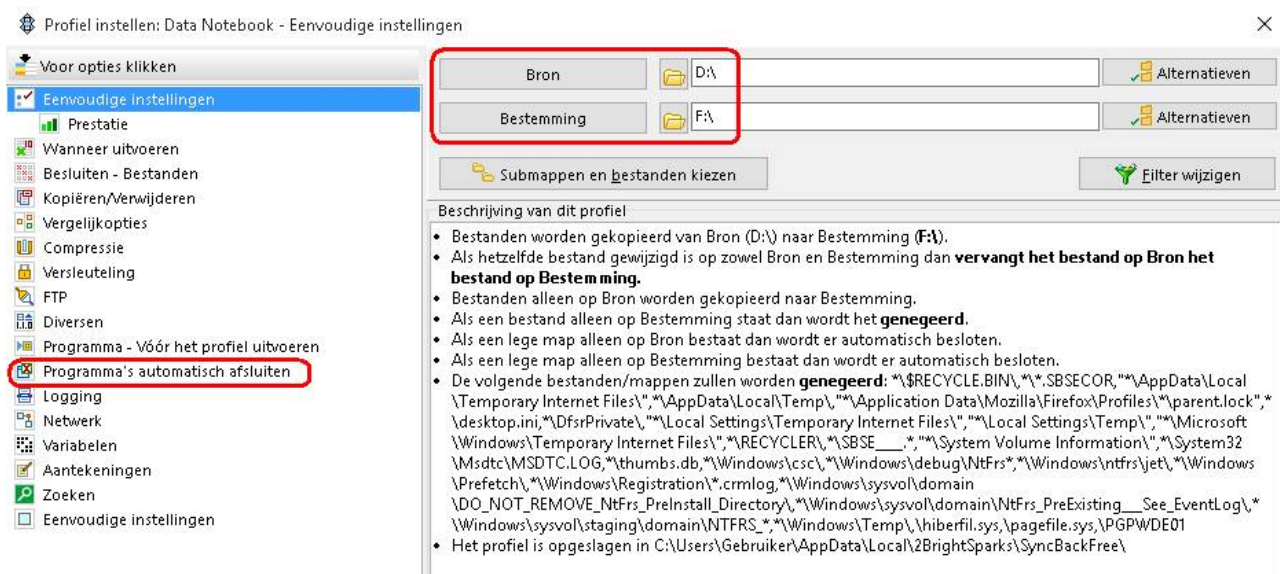 Profiel instellen: Data Notebook - Eenvoudige instellingen
Voor opties klikken
Eenvoudige instellingen
Prestatie
Wanneer uitvoeren
Besluiten - Bestanden
Kopiëren/Verwijderen
Vergelijkopties
Compressie
Versleuteling
FTP
Diversen
Programma - Vóór het profiel uitvoeren
Programma's automatisch afsluiten
Logging
Netwerk
Variabelen
Aantekeningen
Zoeken
Eenvoudige instellingen
Bron
D:\
Alternatieven
Bestemming
F:\
Alternatieven
Submappen en bestanden kiezen
Filter wijzigen
Beschrijving van dit profiel
• Bestanden worden gekopieerd van Bron (D:\) naar Bestemming (F:\).
• Als hetzelfde bestand gewijzigd is op zowel Bron en Bestemming dan vervangt het bestand op Bron het
bestand op Bestemming.
• Bestanden alleen op Bron worden gekopieerd naar Bestemming.
• Als een bestand alleen op Bestemming staat dan wordt het genegeerd.
• Als een lege map alleen op Bron bestaat dan wordt er automatisch besloten.
• Als een lege map alleen op Bestemming bestaat dan wordt er automatisch besloten.
• De volgende bestanden/mappen zullen worden genegeerd: *\$RECYCLE.BIN\,*\*.SBSECOR,"*\AppData\Local
\Temporary Internet Files\",*\AppData\Local\Temp\,"*\Application Data\Mozilla\Firefox\Profiles\*\parent.lock",*
\desktop.ini,*\DfsrPrivate\,"*\Local Settings\Temporary Internet Files\","*\Local Settings\Temp\","*\Microsoft
\Windows\Temporary Internet Files\",*\RECYCLER\,*\SBSE___.*,"*\System Volume Information\",*\System32
\Msdtc\MSDTC.LOG,*\thumbs.db,*\Windows\csc\,*\Windows\debug\NtFrs*,*\Windows\ntfrs\jet\,*\Windows
\Prefetch\,*\Windows\Registration\*.crmlog,*\Windows\sysvol\domain
\DO_NOT_REMOVE_NtFrs_PreInstall_Directory\,*\Windows\sysvol\domain\NtFrs_PreExisting___See_EventLog\,*
\Windows\sysvol\staging\domain\NTFRS_*,*\Windows\Temp\,\hiberfil.sys,\pagefile.sys,\PGPWDE01
• Het profiel is opgeslagen in C:\Users\Gebruiker\AppData\Local\2BrightSparks\SyncBackFree\